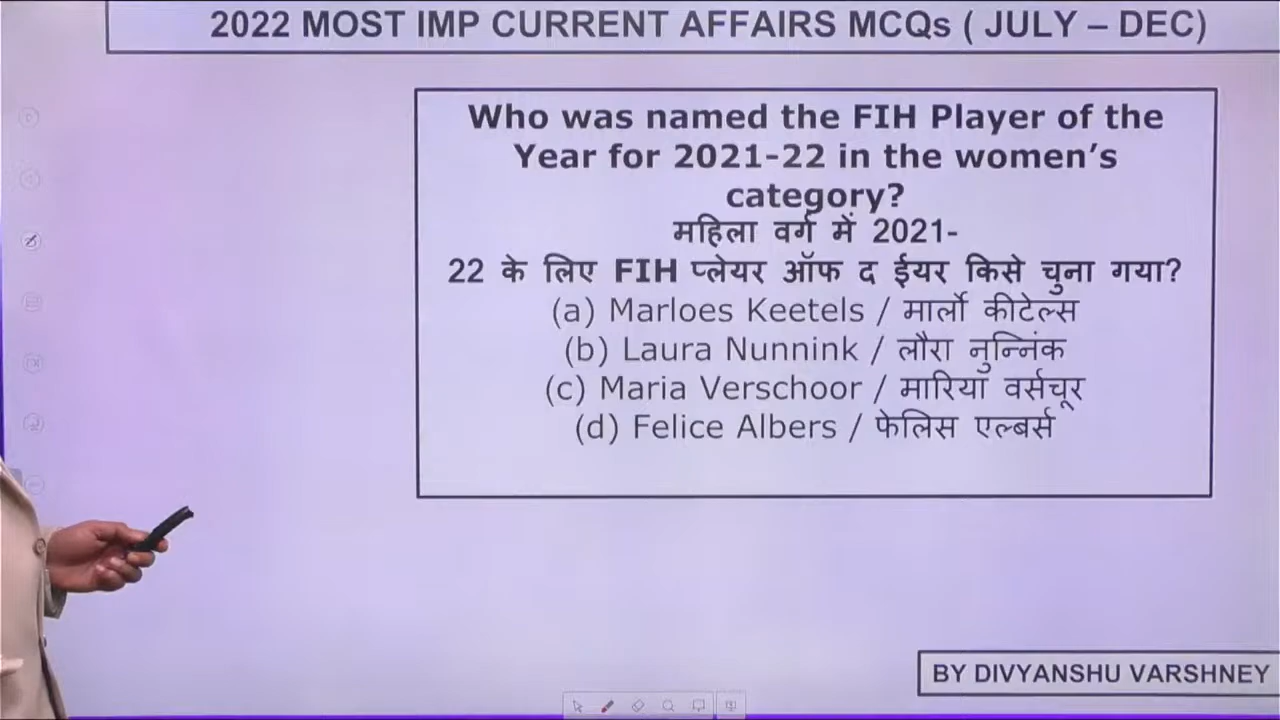 2022 MOST IMP CURRENT AFFAIRS MCQs ( JULY – DEC)
Who was named the FIH Player of the
Year for 2021-22 in the women’s
category?
महिला वर्ग में 2021-
22 के लिए FIH प्लेयर ऑफ द ईयर किसे चुना गया?
(a) Marloes Keetels / मार्लो कीटेल्स
(b) Laura Nunnink / लौरा नुन्निंक
(c) Maria Verschoor / मारिया वर्सचूर
(d) Felice Albers / फेलिस एल्बर्स
BY DIVYANSHU VARSHNEY